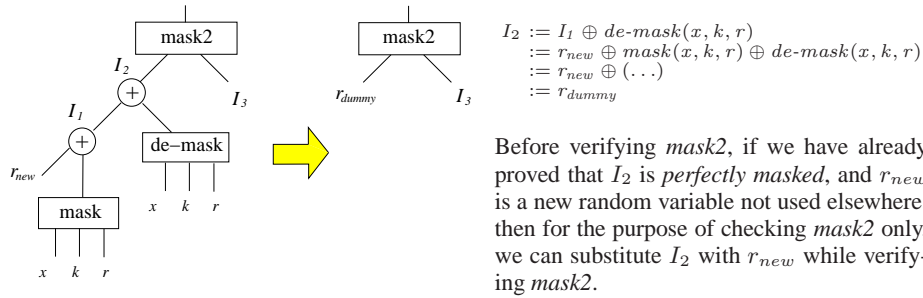 mask2
I2
+
I1
+
I3
rnew
mask
x k r
de−mask
x k r
mask2
rdummy
I3
I2 := I1 ⊕ de-mask(x, k, r)
:= rnew ⊕ mask(x, k, r) ⊕ de-mask(x, k, r)
:= rnew ⊕ (. . .)
:= rdummy
Before verifying mask2, if we have already
proved that I2 is perfectly masked, and rnew
is a new random variable not used elsewhere
then for the purpose of checking mask2 only
we can substitute I2 with rnew while verify-
ing mask2.